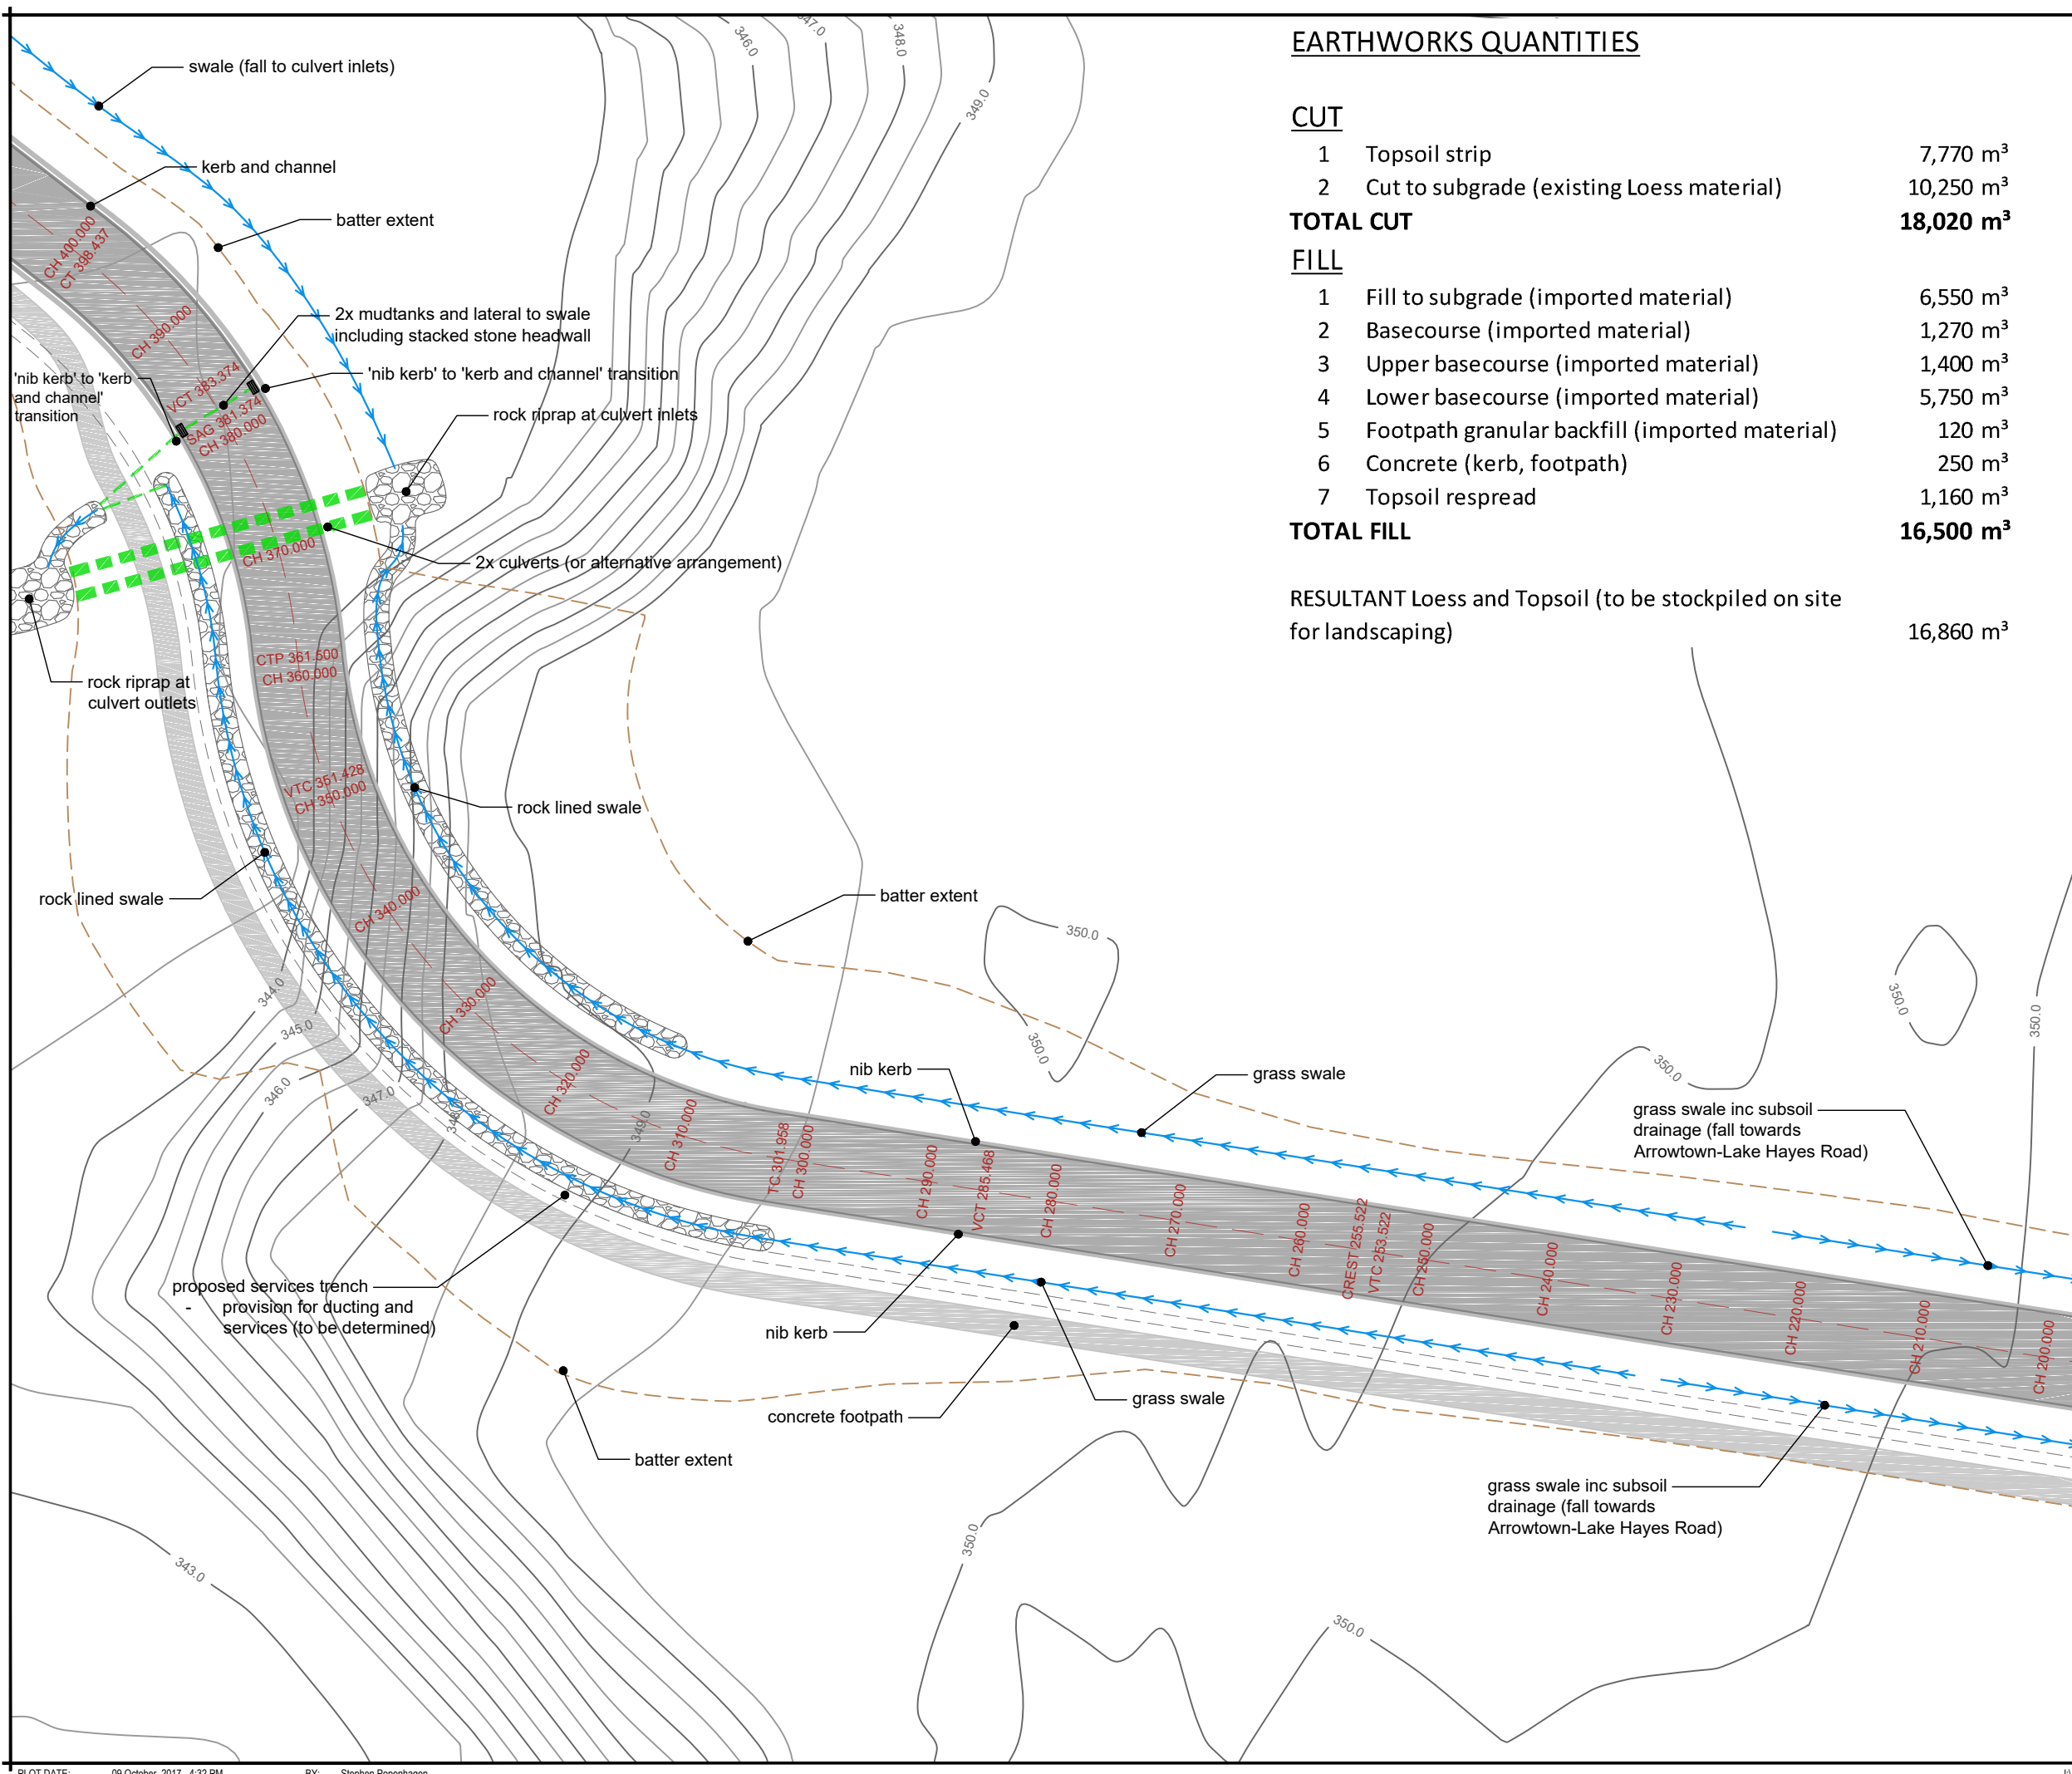 EARTHWORKS QUANTITIES
CUT
1 Topsoil strip 7,770 m³
2 Cut to subgrade (existing Loess material) 10,250 m³
TOTAL CUT 18,020 m³
FILL
1 Fill to subgrade (imported material) 6,550 m³
2 Basecourse (imported material) 1,270 m³
3 Upper basecourse (imported material) 1,400 m³
4 Lower basecourse (imported material) 5,750 m³
5 Footpath granular backfill (imported material) 120 m³
6 Concrete (kerb, footpath) 250 m³
7 Topsoil respread 1,160 m³
TOTAL FILL 16,500 m³
RESULTANT Loess and Topsoil (to be stockpiled on site
for landscaping) 16,860 m³
swale (fall to culvert inlets)
kerb and channel
batter extent
2x mudtanks and lateral to swale
including stacked stone headwall
'nib kerb' to 'kerb and channel' transition
'nib kerb' to 'kerb
and channel'
transition
rock riprap at culvert inlets
2x culverts (or alternative arrangement)
rock riprap at
culvert outlets
rock lined swale
rock lined swale
batter extent
nib kerb
grass swale
grass swale inc subsoil
drainage (fall towards
Arrowtown-Lake Hayes Road)
proposed services trench
- provision for ducting and
services (to be determined)
nib kerb
grass swale
concrete footpath
batter extent
grass swale inc subsoil
drainage (fall towards
Arrowtown-Lake Hayes Road)
CH 400.000
CT 398.437
CH 390.000
VCT 383.374
SAG 381.374
CH 380.000
CH 370.000
CTP 361.500
CH 360.000
VTC 351.428
CH 350.000
CH 340.000
CH 330.000
CH 320.000
CH 310.000
TC 301.958
CH 300.000
CH 290.000
VCT 285.468
CH 280.000
CH 270.000
CH 260.000
CREST 255.522
VTC 253.522
CH 250.000
CH 240.000
CH 230.000
CH 220.000
CH 210.000
CH 200.000
346.0
347.0
348.0
349.0
350.0
350.0
350.0
350.0
350.0
344.0
345.0
346.0
347.0
349.0
350.0
350.0
343.0
PLOT DATE: 09 October, 2017 4:32 PM BY: Stephen Popenhagen